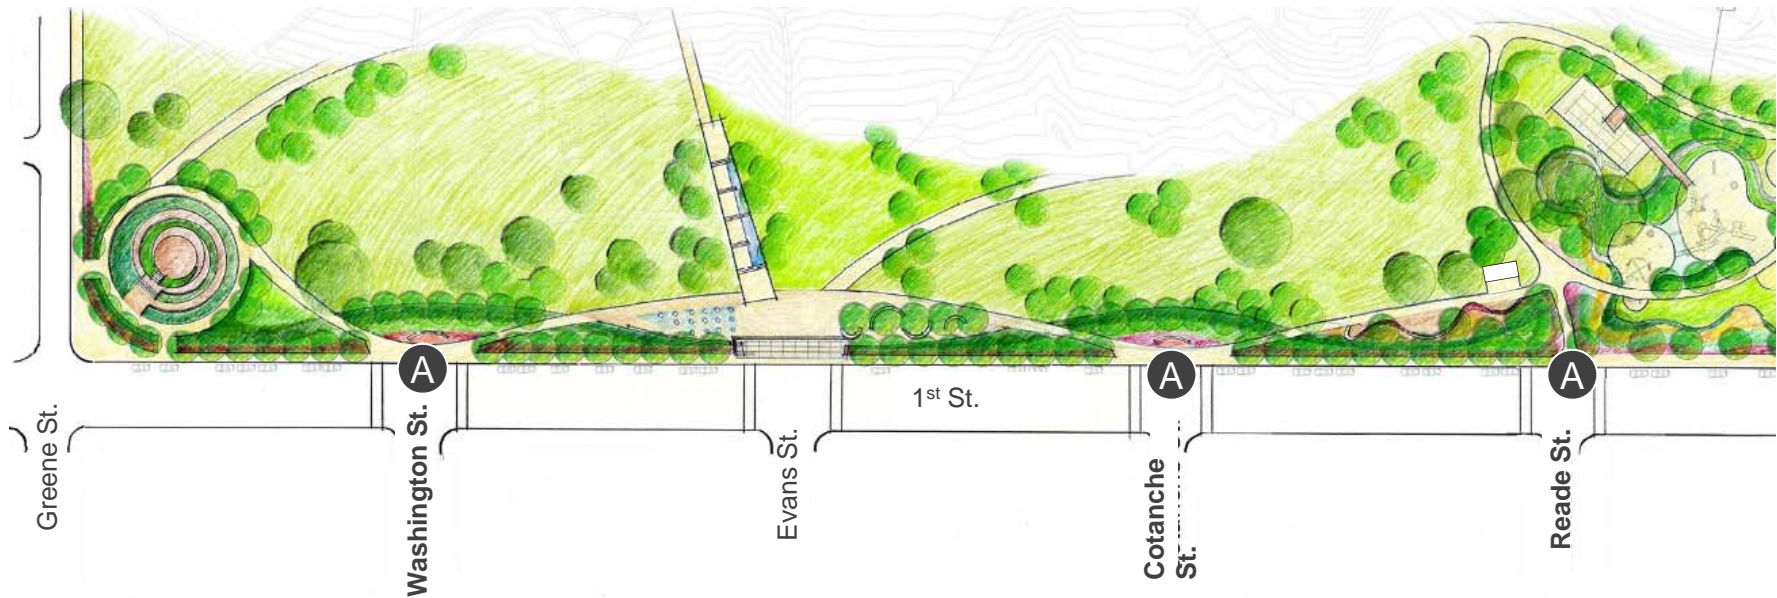 A
A
A
1st St.
Greene St.
Washington St.
Evans St.
Cotanche
St.
Reade St.